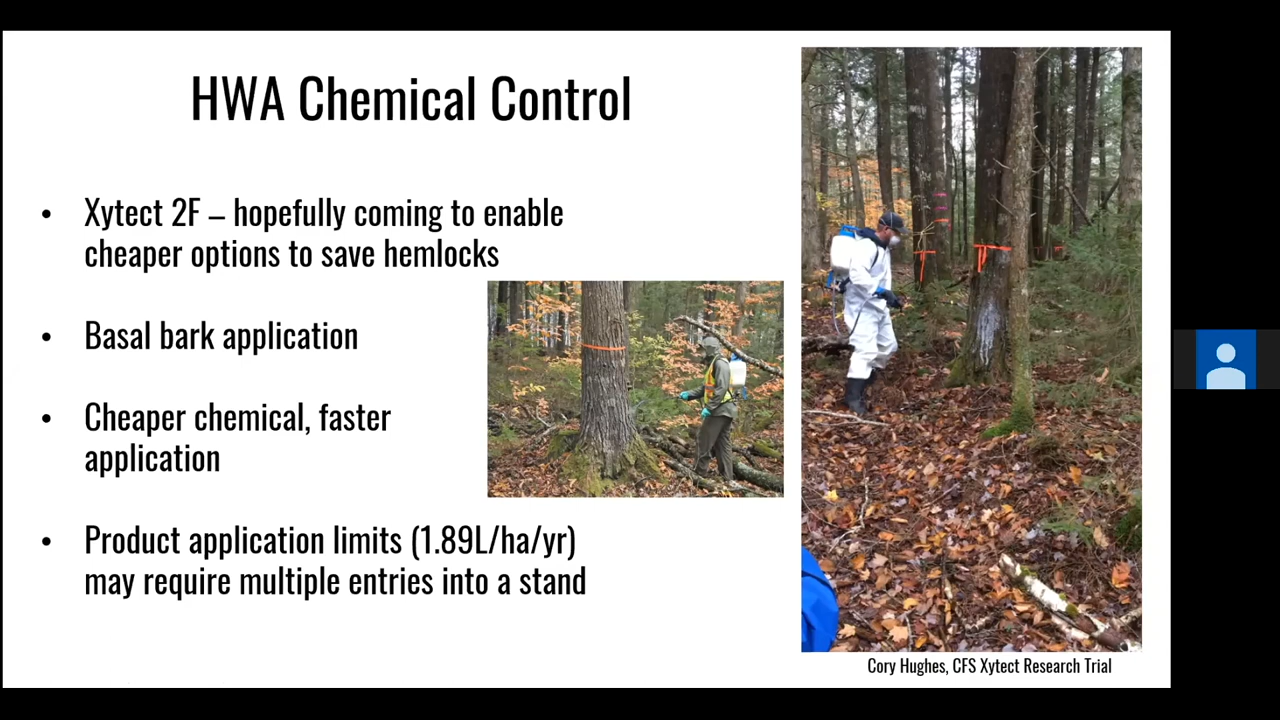 HWA Chemical Control
• Xytect 2F – hopefully coming to enable
cheaper options to save hemlocks
• Basal bark application
• Cheaper chemical, faster
application
• Product application limits (1.89L/ha/yr)
may require multiple entries into a stand
Cory Hughes, CFS Xytect Research Trial